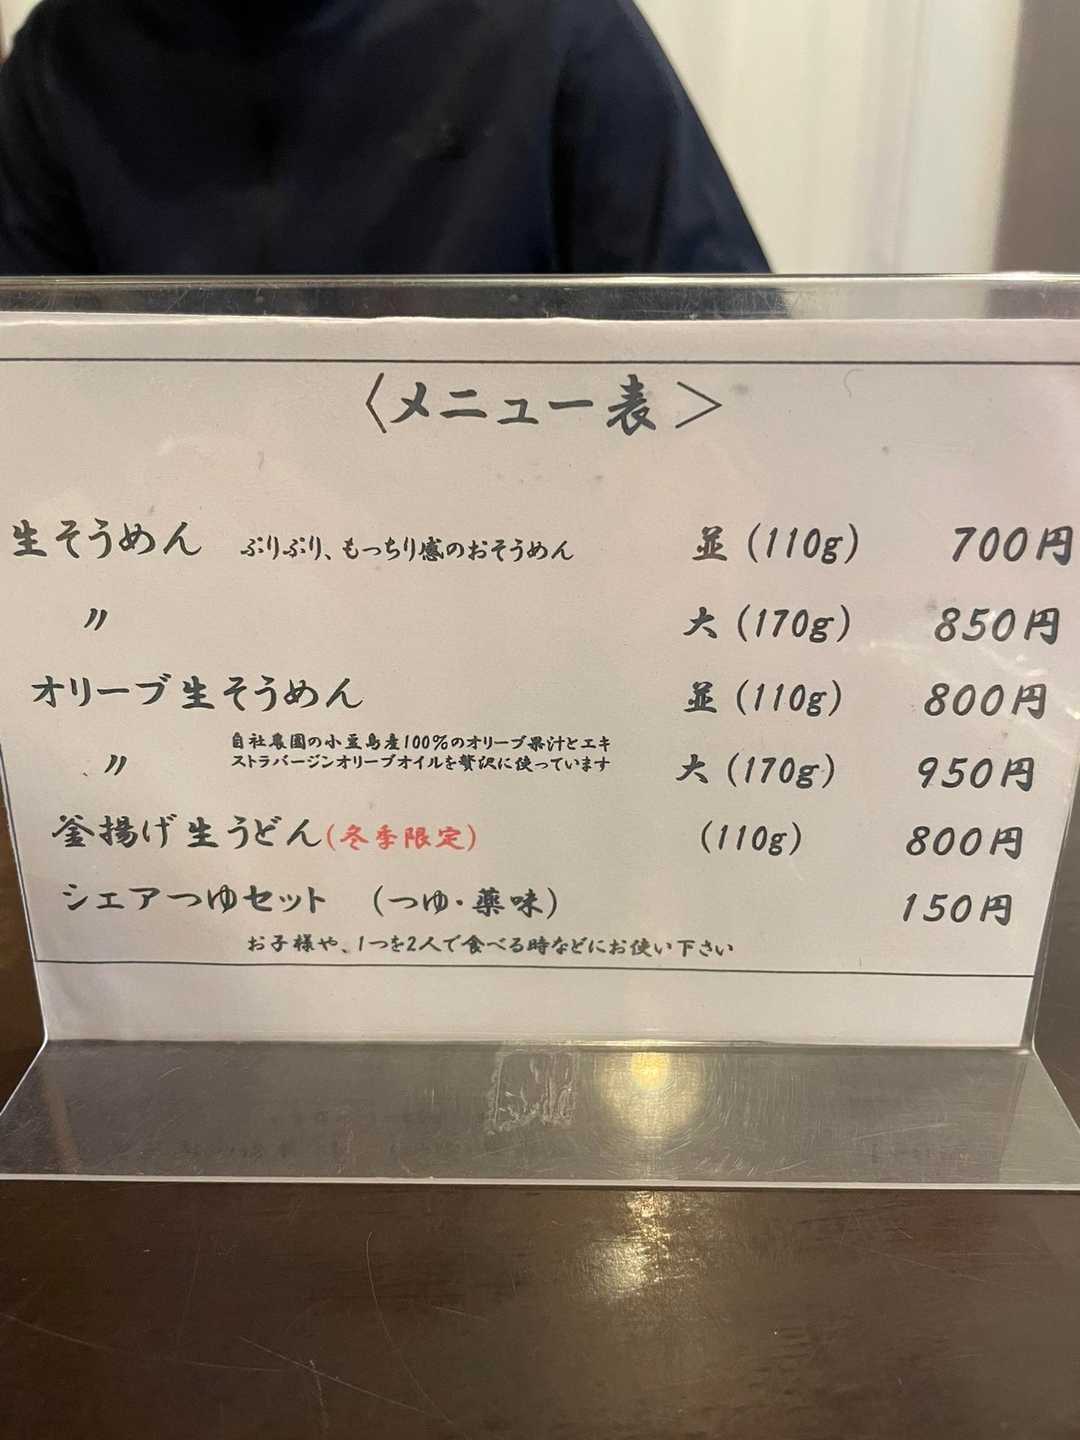 〈メニュー表〉
生そうめん ぷりぷり、もっちり感のおそうめん 並(110g) 700円
〃 大(170g) 850円
オリーブ生そうめん 並(110g) 800円
自社農園の小豆島産100%のオリーブ果汁とエキ
ストラバージンオリーブオイルを贅沢に使っています
〃 大(170g) 950円
釜揚げ生うどん(冬季限定) (110g) 800円
シェアつゆセット (つゆ・薬味) 150円
お子様や、1つを2人で食べる時などにお使い下さい